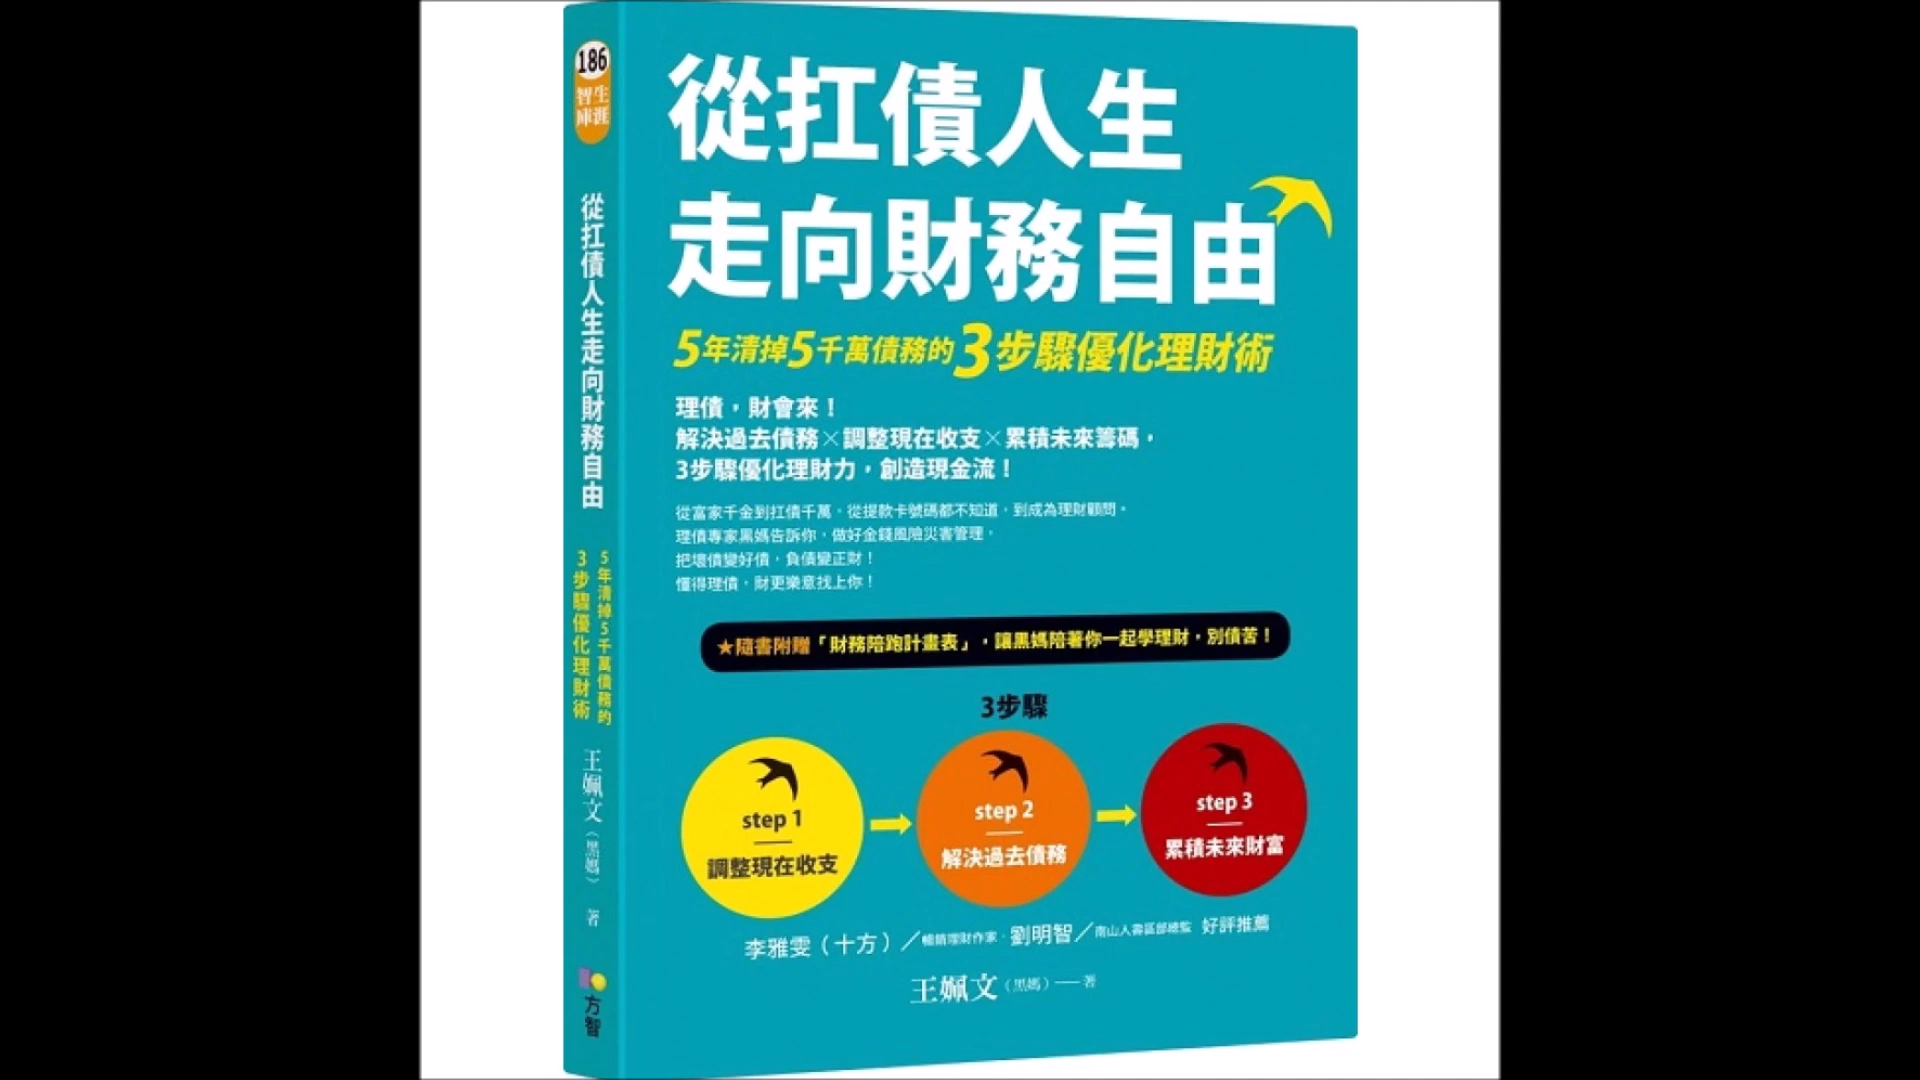 186
生涯
智庫
從扛債人生走向財務自由
5年清掉5千萬債務的
3步驟優化理財術
王姵文（黑媽） 著
方智
從扛債人生
走向財務自由
5年清掉5千萬債務的3步驟優化理財術
理債，財會來！
解決過去債務×調整現在收支×累積未來籌碼，
3步驟優化理財力，創造現金流！
從富家千金到扛債千萬，從提款卡號碼都不知道，到成為理財顧問。
理債專家黑媽告訴你，做好金錢風險災害管理，
把壞債變好債，負債變正財！
懂得理債，財更樂意找上你！
★隨書附贈「財務陪跑計畫表」，讓黑媽陪著你一起學理財，別債苦！
3步驟
step 1
調整現在收支
step 2
解決過去債務
step 3
累積未來財富
李雅雯（十方）／暢銷理財作家．劉明智／南山人壽區部總監 好評推薦
王姵文（黑媽）──著